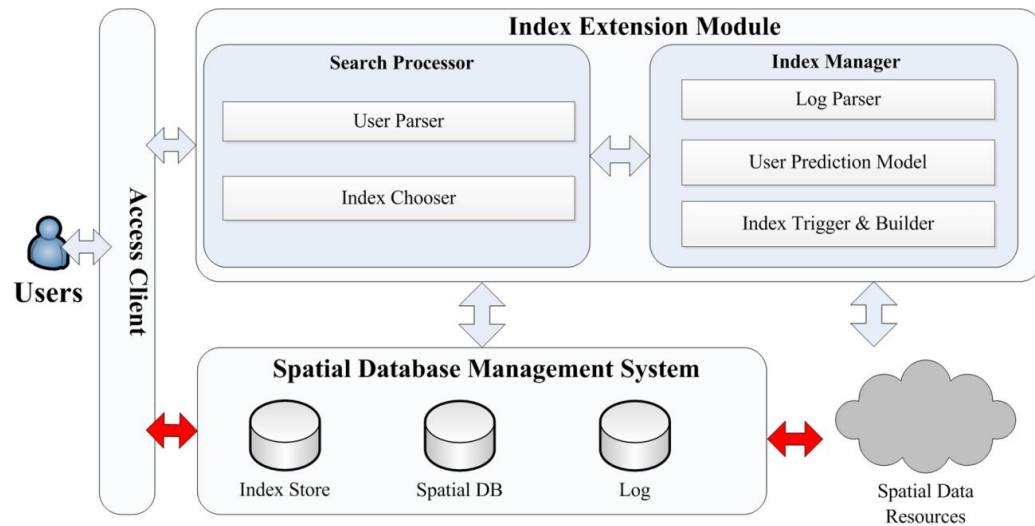 Index Extension Module
Search Processor
User Parser
Index Chooser
Index Manager
Log Parser
User Prediction Model
Index Trigger & Builder
Users
Access Client
Spatial Database Management System
Index Store
Spatial DB
Log
Spatial Data
Resources